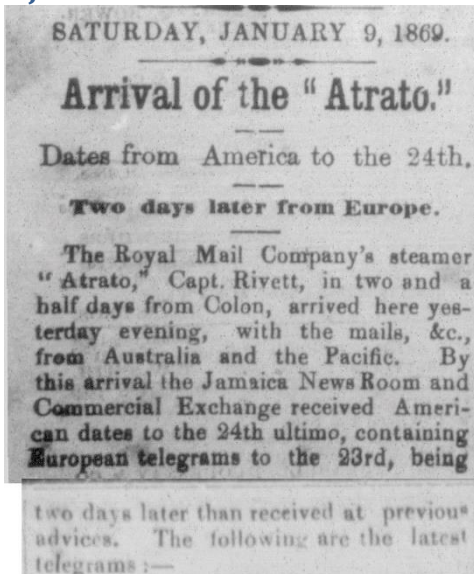 SATURDAY, JANUARY 9, 1869.
Arrival of the "Atrato."
Dates from America to the 24th.
Two days later from Europe.
The Royal Mail Company's steamer
"Atrato," Capt. Rivett, in two and a
half days from Colon, arrived here yes-
terday evening, with the mails, &c.,
from Australia and the Pacific. By
this arrival the Jamaica News Room and
Commercial Exchange received Ameri-
can dates to the 24th ultimo, containing
European telegrams to the 23rd, being
two days later than received at previous
advices. The following are the latest
telegrams :—